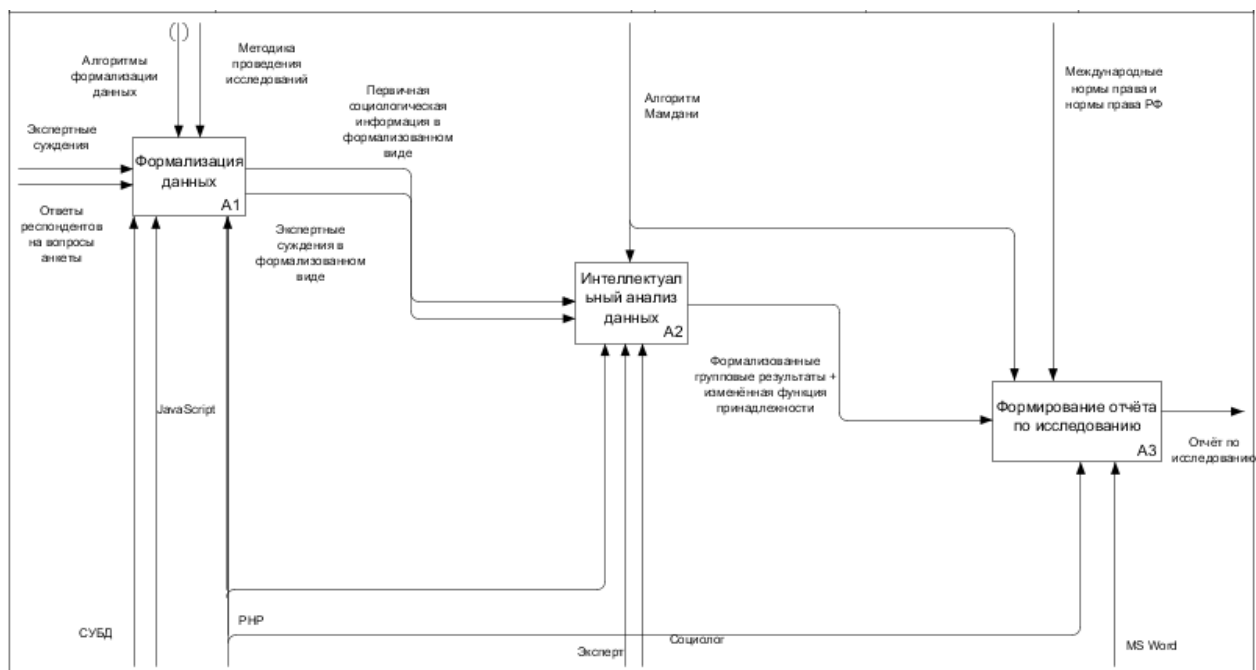 ()
Алгоритмы
формализации
данных
Методика
проведения
исследований
Международные
нормы права и
нормы права РФ
Алгоритм
Мамдани
Первичная
социологическая
информация в
формализованном
виде
Экспертные
суждения
Формализация
данных
A1
Ответы
респондентов
на вопросы
анкеты
Экспертные
суждения в
формализованном
виде
Интеллектуал
ьный анализ
данных
A2
Формализованные
групповые результаты +
изменённая функция
принадлежности
Формирование отчёта
по исследованию
A3
Отчёт по
исследованию
JavaScript
СУБД
PHP
Эксперт
Социолог
MS Word